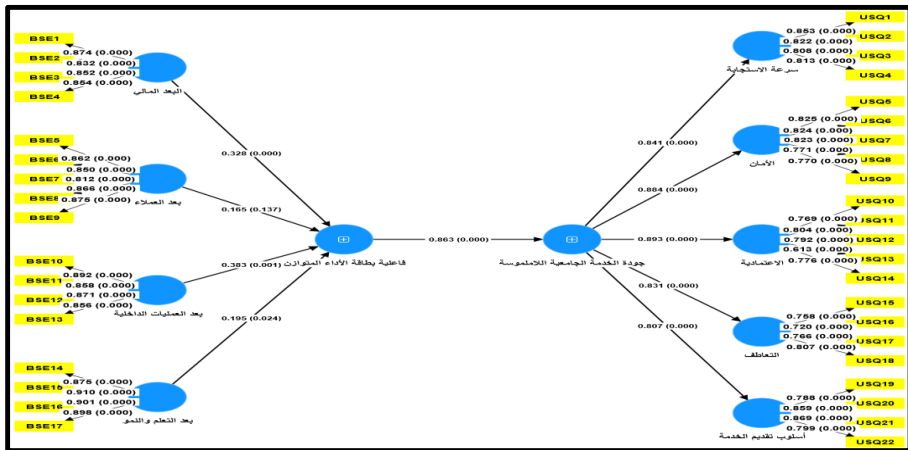 BSE1
BSE2
BSE3
BSE4
0.874 (0.000)
0.832 (0.000)
0.852 (0.000)
0.854 (0.000)
البعد المالي
BSE5
BSE6
BSE7
BSE8
BSE9
0.862 (0.000)
0.850 (0.000)
0.812 (0.000)
0.866 (0.000)
0.875 (0.000)
بعد العملاء
BSE10
BSE11
BSE12
BSE13
0.892 (0.000)
0.858 (0.000)
0.871 (0.000)
0.856 (0.000)
بعد العمليات الداخلية
BSE14
BSE15
BSE16
BSE17
0.875 (0.000)
0.910 (0.000)
0.901 (0.000)
0.898 (0.000)
بعد التعلم والنمو
0.328 (0.000)
0.165 (0.137)
0.383 (0.001)
0.195 (0.024)
فاعلية بطاقة الأداء المتوازن
0.863 (0.000)
جودة الخدمة الجامعية اللاملموسة
0.841 (0.000)
0.884 (0.000)
0.893 (0.000)
0.831 (0.000)
0.807 (0.000)
سرعة الاستجابة
0.853 (0.000)
0.822 (0.000)
0.808 (0.000)
0.813 (0.000)
USQ1
USQ2
USQ3
USQ4
الأمان
0.825 (0.000)
0.824 (0.000)
0.823 (0.000)
0.771 (0.000)
0.770 (0.000)
USQ5
USQ6
USQ7
USQ8
USQ9
الاعتمادية
0.769 (0.000)
0.804 (0.000)
0.792 (0.000)
0.613 (0.000)
0.776 (0.000)
USQ10
USQ11
USQ12
USQ13
USQ14
التعاطف
0.758 (0.000)
0.720 (0.000)
0.766 (0.000)
0.807 (0.000)
USQ15
USQ16
USQ17
USQ18
أسلوب تقديم الخدمة
0.788 (0.000)
0.859 (0.000)
0.869 (0.000)
0.799 (0.000)
USQ19
USQ20
USQ21
USQ22